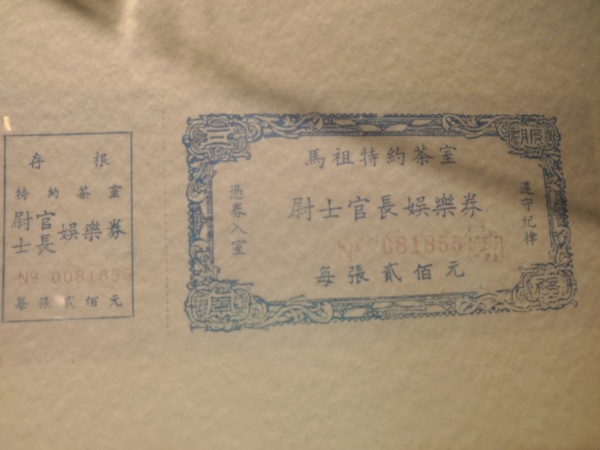 存根
特約茶室
尉官
士長
娛樂券
№ 0081855
每張貳佰元
馬祖特約茶室
憑券入室
尉士官長娛樂券
遵守紀律
№ 081855
每張貳佰元